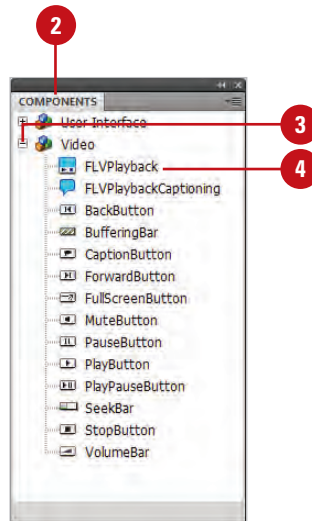 2
COMPONENTS
User Interface
3
Video
FLVPlayback
4
FLVPlaybackCaptioning
BackButton
BufferingBar
CaptionButton
ForwardButton
FullScreenButton
MuteButton
PauseButton
PlayButton
PlayPauseButton
SeekBar
StopButton
VolumeBar